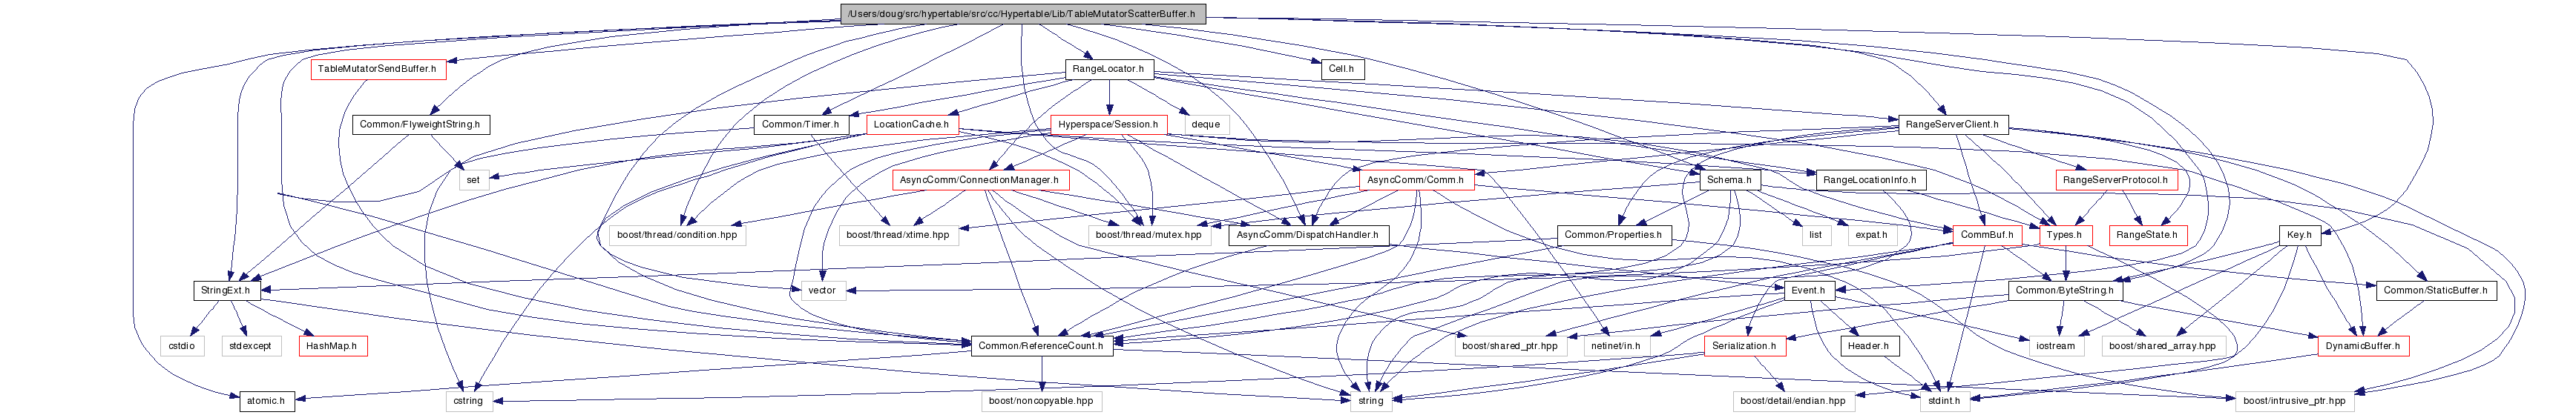 /Users/doug/src/hypertable/src/cc/Hypertable/Lib/TableMutatorScatterBuffer.h
TableMutatorSendBuffer.h
RangeLocator.h
Cell.h
Common/FlyweightString.h
Common/Timer.h
LocationCache.h
Hyperspace/Session.h
deque
RangeServerClient.h
set
AsyncComm/ConnectionManager.h
AsyncComm/Comm.h
Schema.h
RangeLocationInfo.h
RangeServerProtocol.h
boost/thread/condition.hpp
boost/thread/xtime.hpp
boost/thread/mutex.hpp
AsyncComm/DispatchHandler.h
Common/Properties.h
list
expat.h
CommBuf.h
Types.h
RangeState.h
Key.h
StringExt.h
vector
Event.h
Common/ByteString.h
Common/StaticBuffer.h
cstdio
stdexcept
HashMap.h
Common/ReferenceCount.h
boost/shared_ptr.hpp
netinet/in.h
Serialization.h
Header.h
iostream
boost/shared_array.hpp
DynamicBuffer.h
atomic.h
cstring
boost/noncopyable.hpp
string
boost/detail/endian.hpp
stdint.h
boost/intrusive_ptr.hpp